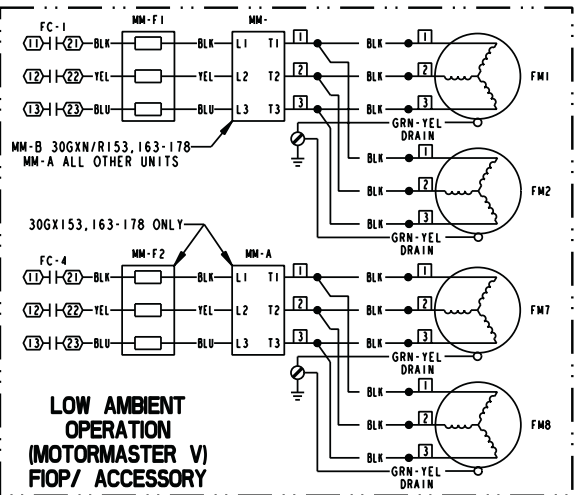 FC-1 MM-F1 MM-
11 21 BLK BLK L1 T1 1 BLK 1
12 22 YEL YEL L2 T2 2 BLK 2 FM1
13 23 BLU BLU L3 T3 3 BLK 3
GRN-YEL
DRAIN
MM-B 30GXN/R153,163-178
MM-A ALL OTHER UNITS
BLK 1
BLK 2 FM2
BLK 3
GRN-YEL
DRAIN
30GX153,163-178 ONLY
FC-4 MM-F2 MM-A
11 21 BLK BLK L1 T1 1 BLK 1
12 22 YEL YEL L2 T2 2 BLK 2 FM7
13 23 BLU BLU L3 T3 3 BLK 3
GRN-YEL
DRAIN
BLK 1
BLK 2 FM8
BLK 3
GRN-YEL
DRAIN
LOW AMBIENT
OPERATION
(MOTORMASTER V)
FIOP/ ACCESSORY